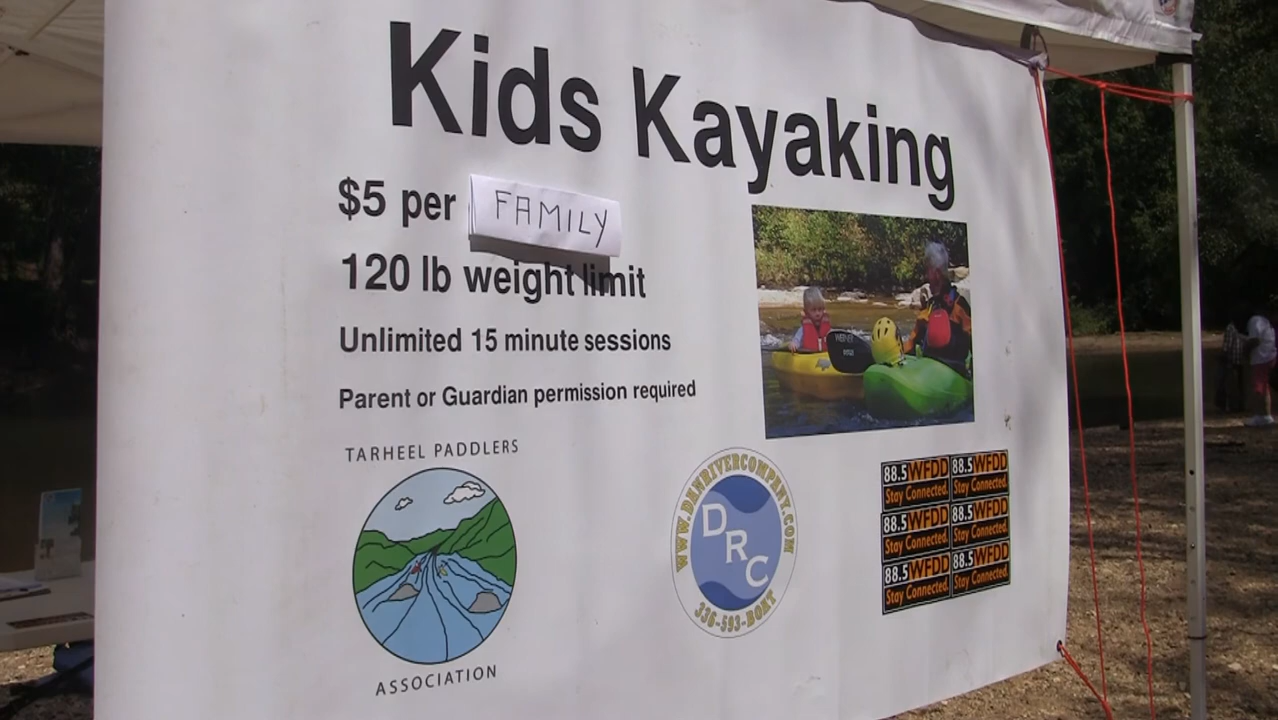 Kids Kayaking
$5 per FAMILY
120 lb weight limit
Unlimited 15 minute sessions
Parent or Guardian permission required
TARHEEL PADDLERS
ASSOCIATION
WWW.DANRIVERCOMPANY.COM
DRC
336-593-BOAT
88.5 WFDD 88.5 WFDD
Stay Connected. Stay Connected.
88.5 WFDD 88.5 WFDD
Stay Connected. Stay Connected.
88.5 WFDD 88.5 WFDD
Stay Connected. Stay Connected.
WERNER